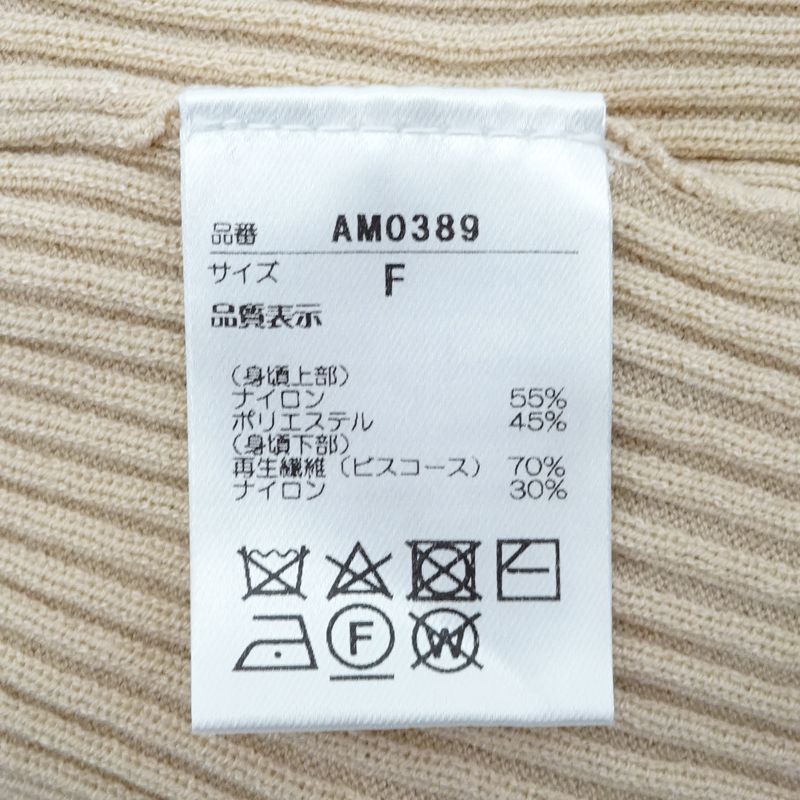 品番 AM0389
サイズ F
品質表示
（身頃上部）
ナイロン 55%
ポリエステル 45%
（身頃下部）
再生繊維（ビスコース） 70%
ナイロン 30%
F W